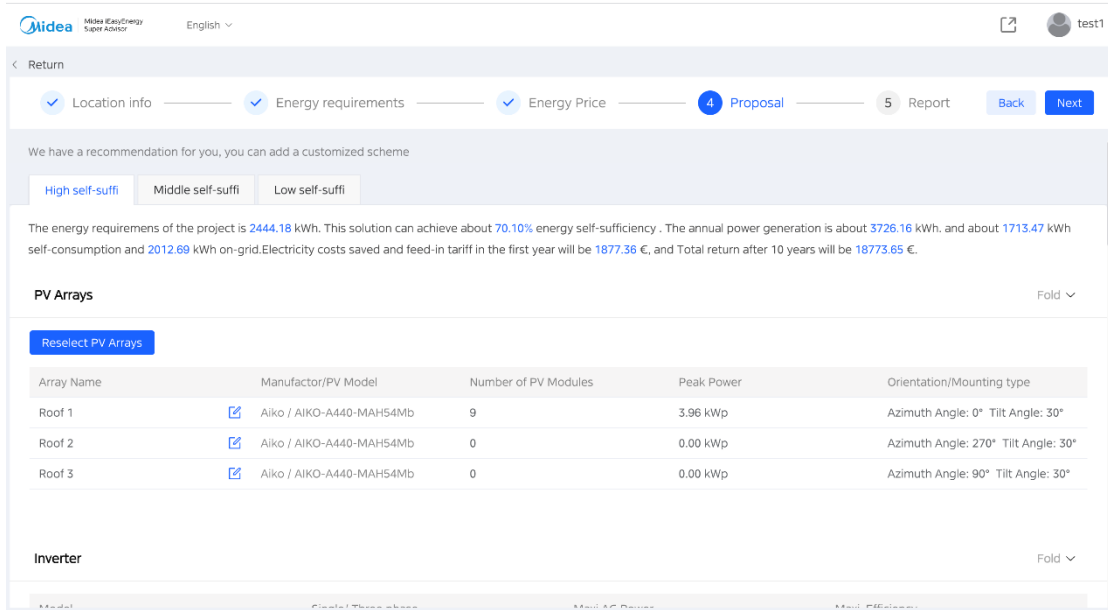 Midea Midea iEasyEnergy Super Advisor English test1
Return
Location info Energy requirements Energy Price 4 Proposal 5 Report Back Next
We have a recommendation for you, you can add a customized scheme
High self-suffi Middle self-suffi Low self-suffi
The energy requiremens of the project is 2444.18 kWh. This solution can achieve about 70.10% energy self-sufficiency . The annual power generation is about 3726.16 kWh. and about 1713.47 kWh
self-consumption and 2012.69 kWh on-grid.Electricity costs saved and feed-in tariff in the first year will be 1877.36 €, and Total return after 10 years will be 18773.65 €.
PV Arrays Fold
Reselect PV Arrays
Array Name Manufactor/PV Model Number of PV Modules Peak Power Orientation/Mounting type
Roof 1 Aiko / AIKO-A440-MAH54Mb 9 3.96 kWp Azimuth Angle: 0° Tilt Angle: 30°
Roof 2 Aiko / AIKO-A440-MAH54Mb 0 0.00 kWp Azimuth Angle: 270° Tilt Angle: 30°
Roof 3 Aiko / AIKO-A440-MAH54Mb 0 0.00 kWp Azimuth Angle: 90° Tilt Angle: 30°
Inverter Fold
Model Single/ Three phase Maxi AC Power Maxi. Efficiency